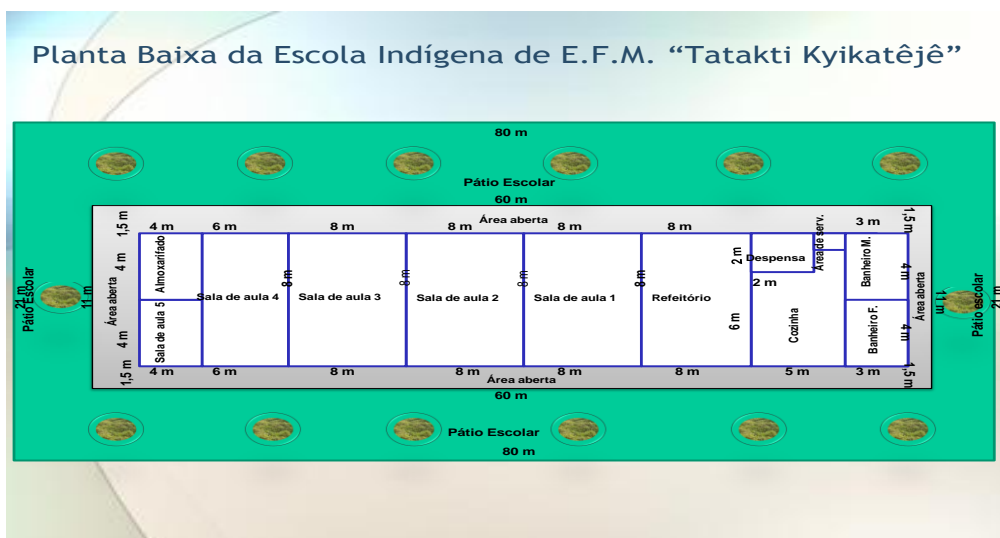 Planta Baixa da Escola Indígena de E.F.M. “Tatakti Kyikatêjê”
80 m
Pátio Escolar
60 m
Área aberta
1,5 m
4 m
6 m
8 m
8 m
8 m
8 m
3 m
1,5 m
21 m
Pátio Escolar
11 m
Área aberta
4 m
4 m
Almoxarifado
Sala de aula 5
Sala de aula 4
8 m
Sala de aula 3
8 m
Sala de aula 2
8 m
Sala de aula 1
8 m
Refeitório
2 m
6 m
Despensa
2 m
Área de serv.
Cozinha
Banheiro M.
Banheiro F.
4 m
4 m
Área aberta
11 m
Pátio escolar
21 m
1,5 m
4 m
6 m
8 m
8 m
8 m
8 m
5 m
3 m
1,5 m
Área aberta
60 m
Pátio Escolar
80 m